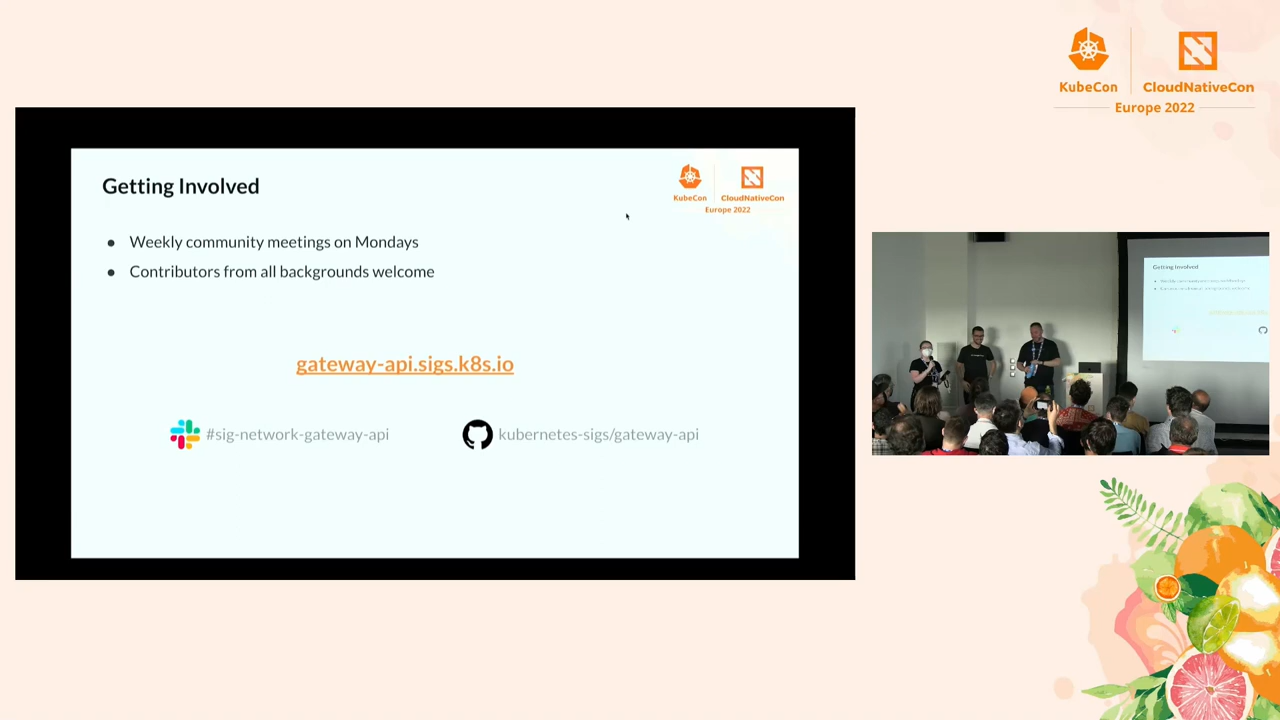 KubeCon
CloudNativeCon
Europe 2022
Getting Involved
KubeCon
CloudNativeCon
Europe 2022
● Weekly community meetings on Mondays
● Contributors from all backgrounds welcome
gateway-api.sigs.k8s.io
#sig-network-gateway-api
kubernetes-sigs/gateway-api
Getting Involved